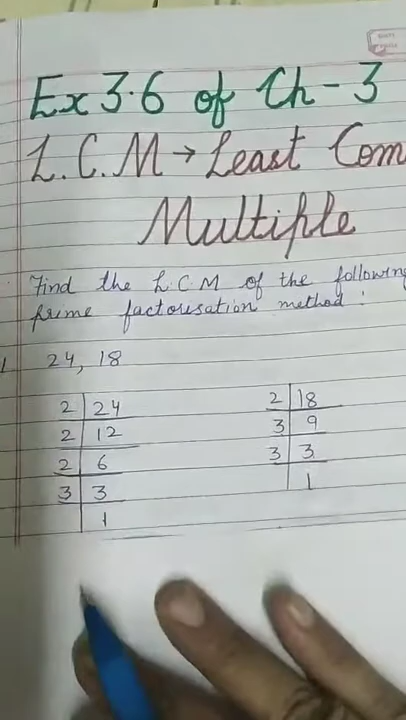 Ex 3.6 of Ch-3
L.C.M → Least Com
Multiple
Find the L.C.M of the following
prime factorisation method :
1 24, 18
2 24
2 12
2 6
3 3
1
2 18
3 9
3 3
1